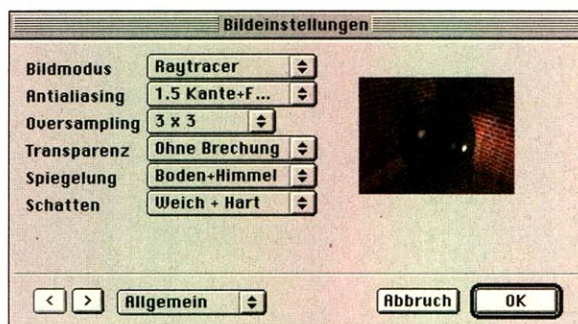 Bildeinstellungen
Bildmodus Raytracer
Antialiasing 1.5 Kante+F...
Oversampling 3 x 3
Transparenz Ohne Brechung
Spiegelung Boden+Himmel
Schatten Weich + Hart
< > Allgemein Abbruch OK